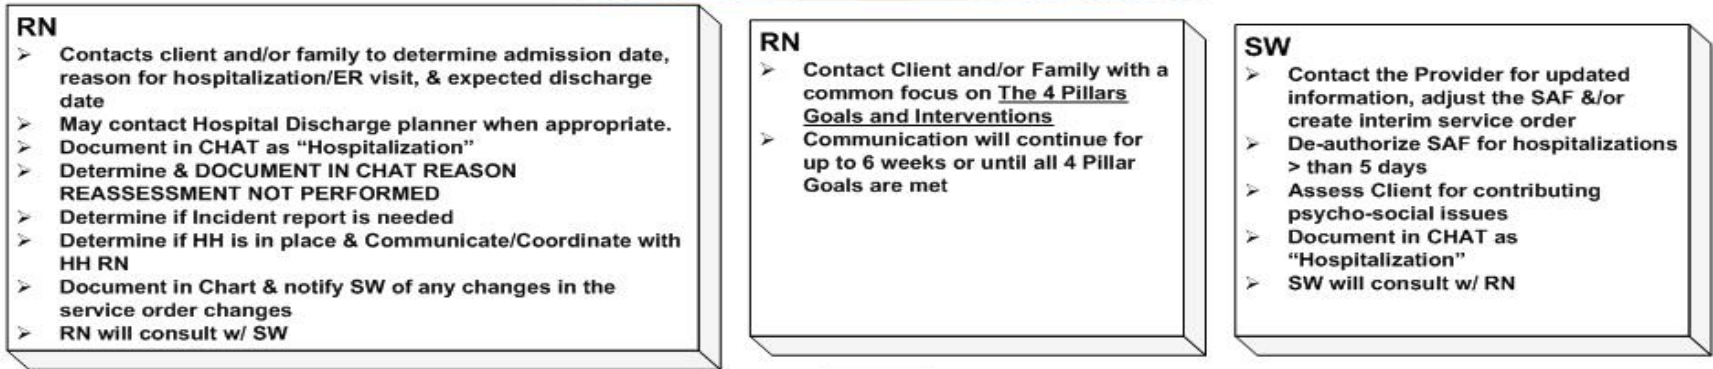 RN
➢ Contacts client and/or family to determine admission date,
reason for hospitalization/ER visit, & expected discharge
date
➢ May contact Hospital Discharge planner when appropriate.
➢ Document in CHAT as “Hospitalization”
➢ Determine & DOCUMENT IN CHAT REASON
REASSESSMENT NOT PERFORMED
➢ Determine if Incident report is needed
➢ Determine if HH is in place & Communicate/Coordinate with
HH RN
➢ Document in Chart & notify SW of any changes in the
service order changes
➢ RN will consult w/ SW
RN
➢ Contact Client and/or Family with a
common focus on The 4 Pillars
Goals and Interventions
➢ Communication will continue for
up to 6 weeks or until all 4 Pillar
Goals are met
SW
➢ Contact the Provider for updated
information, adjust the SAF &/or
create interim service order
➢ De-authorize SAF for hospitalizations
> than 5 days
➢ Assess Client for contributing
psycho-social issues
➢ Document in CHAT as
“Hospitalization”
➢ SW will consult w/ RN